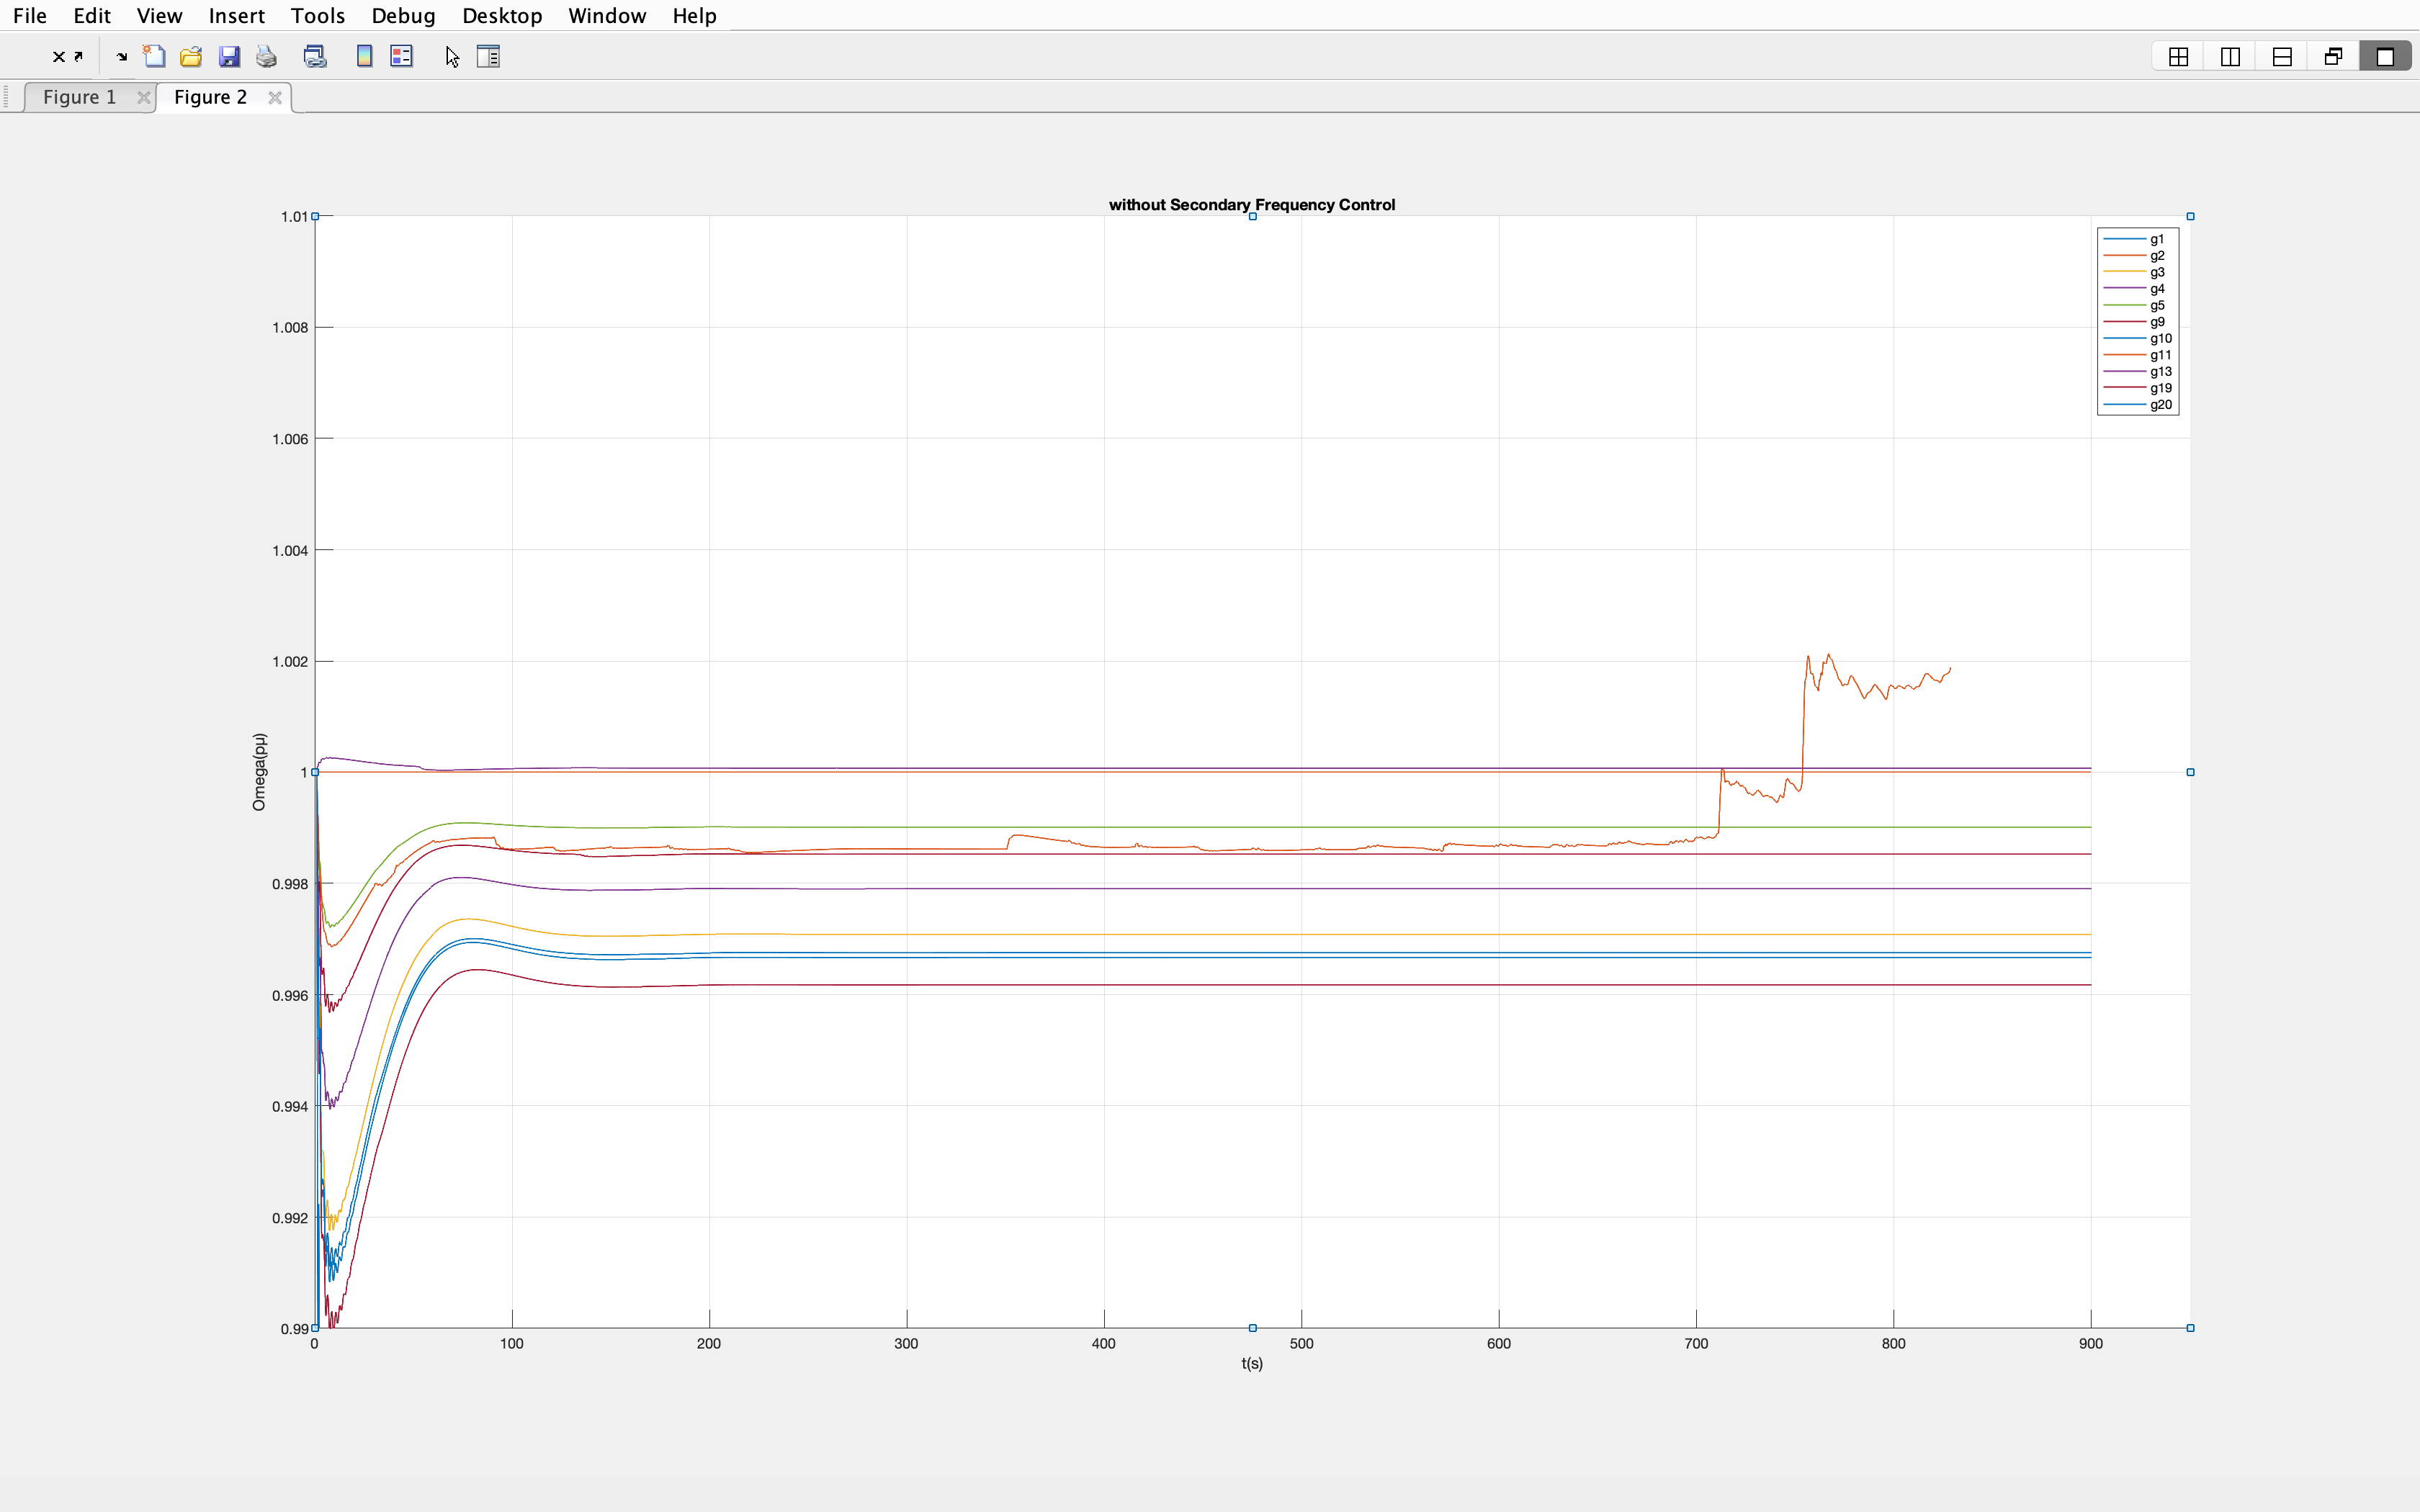 File Edit View Insert Tools Debug Desktop Window Help
Figure 1 Figure 2
without Secondary Frequency Control
1.01
1.008
1.006
1.004
1.002
1
0.998
0.996
0.994
0.992
0.99
Omega(pμ)
g1
g2
g3
g4
g5
g9
g10
g11
g13
g19
g20
0 100 200 300 400 500 600 700 800 900
t(s)